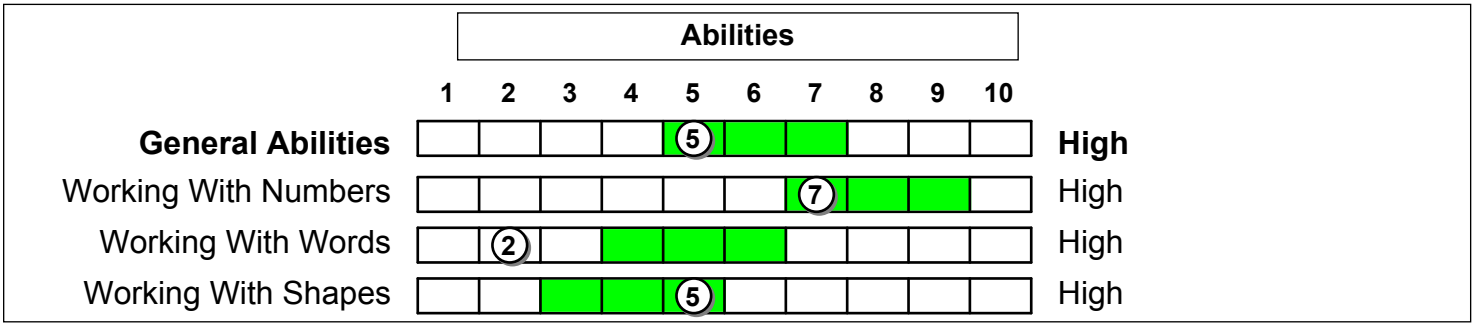 Abilities
1 2 3 4 5 6 7 8 9 10
General Abilities 5 High
Working With Numbers 7 High
Working With Words 2 High
Working With Shapes 5 High